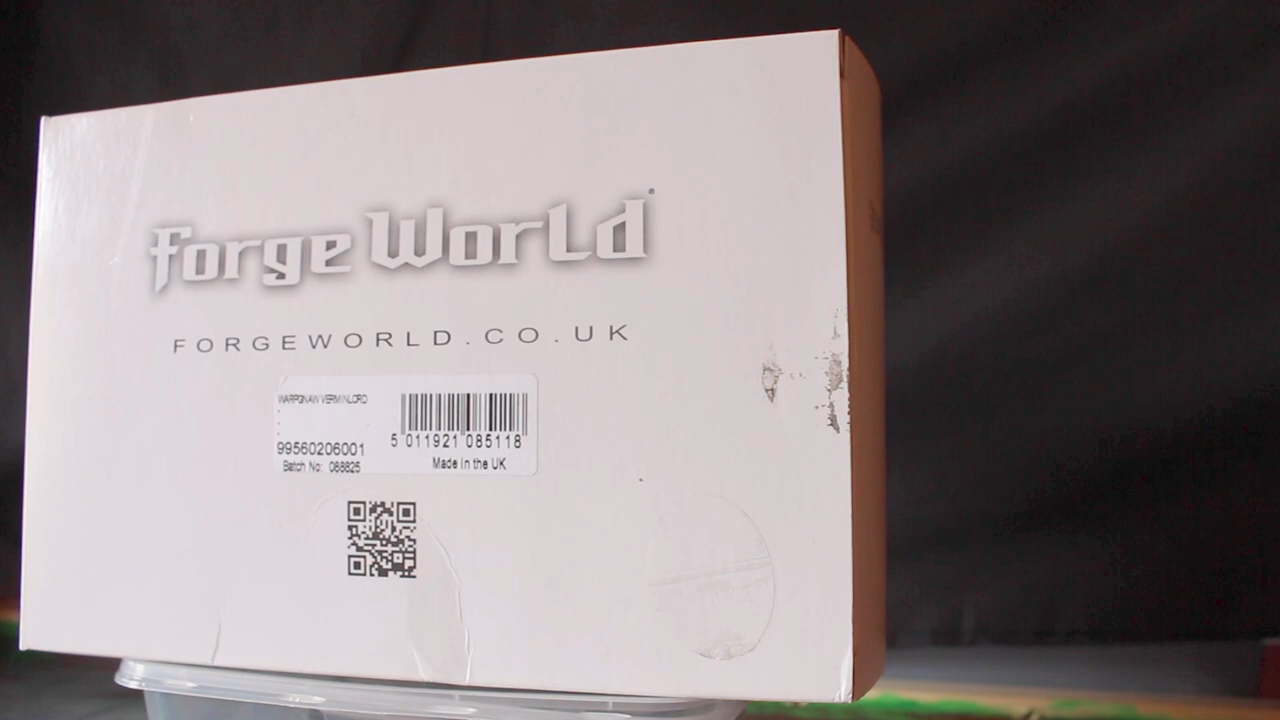 Forge World
FORGEWORLD.CO.UK
WARPGNAW VERMINLORD
99560206001
Batch No: 088825
5 011921 085118
Made in the UK